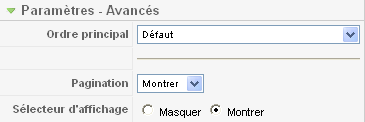 Paramètres - Avancés
Ordre principal Défaut
Pagination Montrer
Sélecteur d'affichage Masquer Montrer